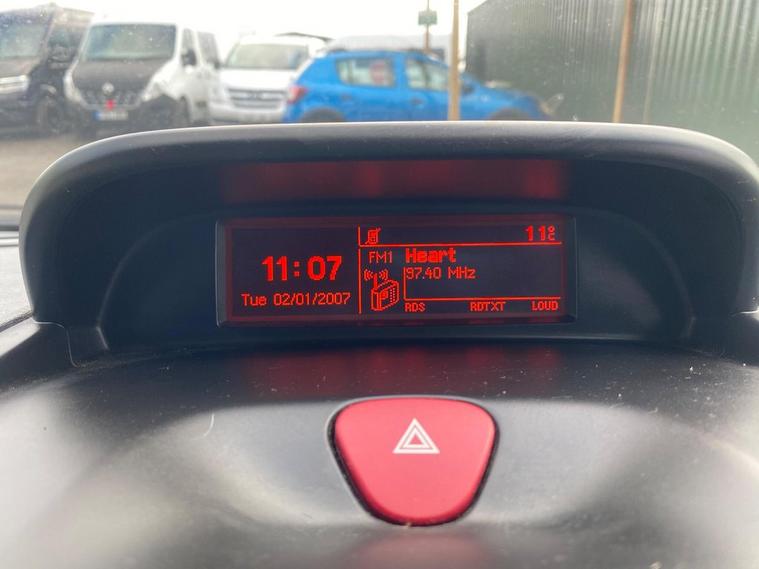 11°C
FM1 Heart
11:07
97.40 MHz
Tue 02/01/2007
RDS RDTXT LOUD